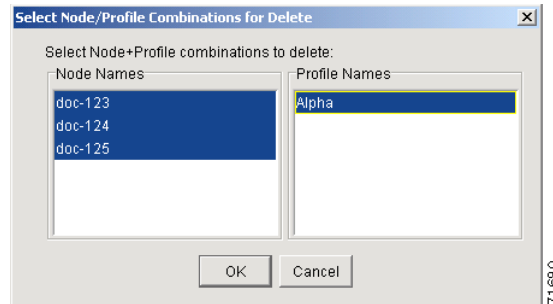 Select Node/Profile Combinations for Delete
Select Node+Profile combinations to delete:
Node Names
Profile Names
doc-123
doc-124
doc-125
Alpha
OK
Cancel
71680